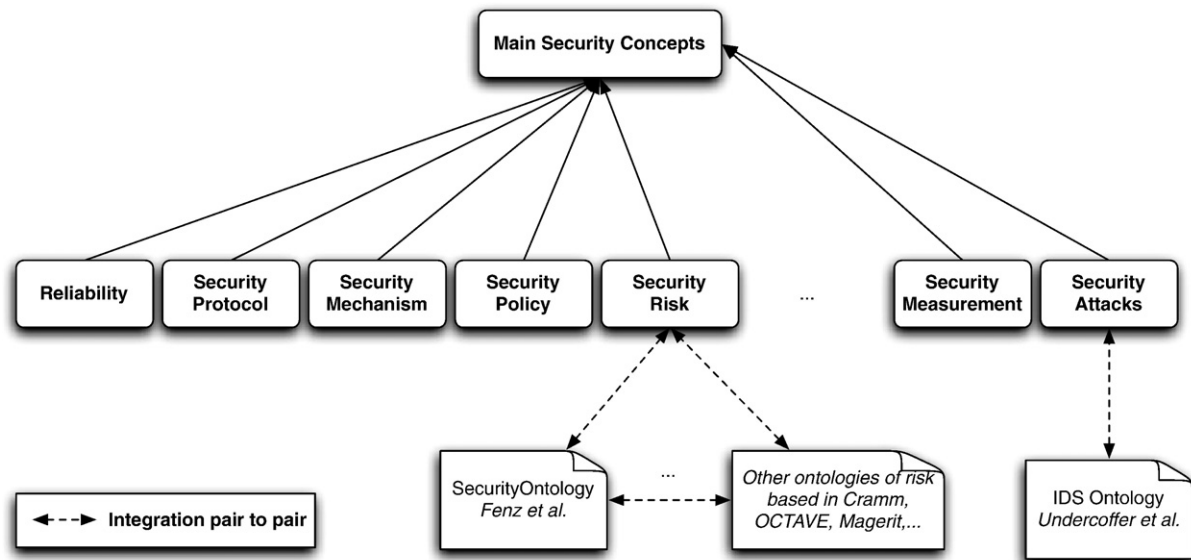 Main Security Concepts
Reliability
Security
Protocol
Security
Mechanism
Security
Policy
Security
Risk
...
Security
Measurement
Security
Attacks
SecurityOntology
Fenz et al.
...
Other ontologies of risk
based in Cramm,
OCTAVE, Magerit,...
IDS Ontology
Undercoffer et al.
Integration pair to pair